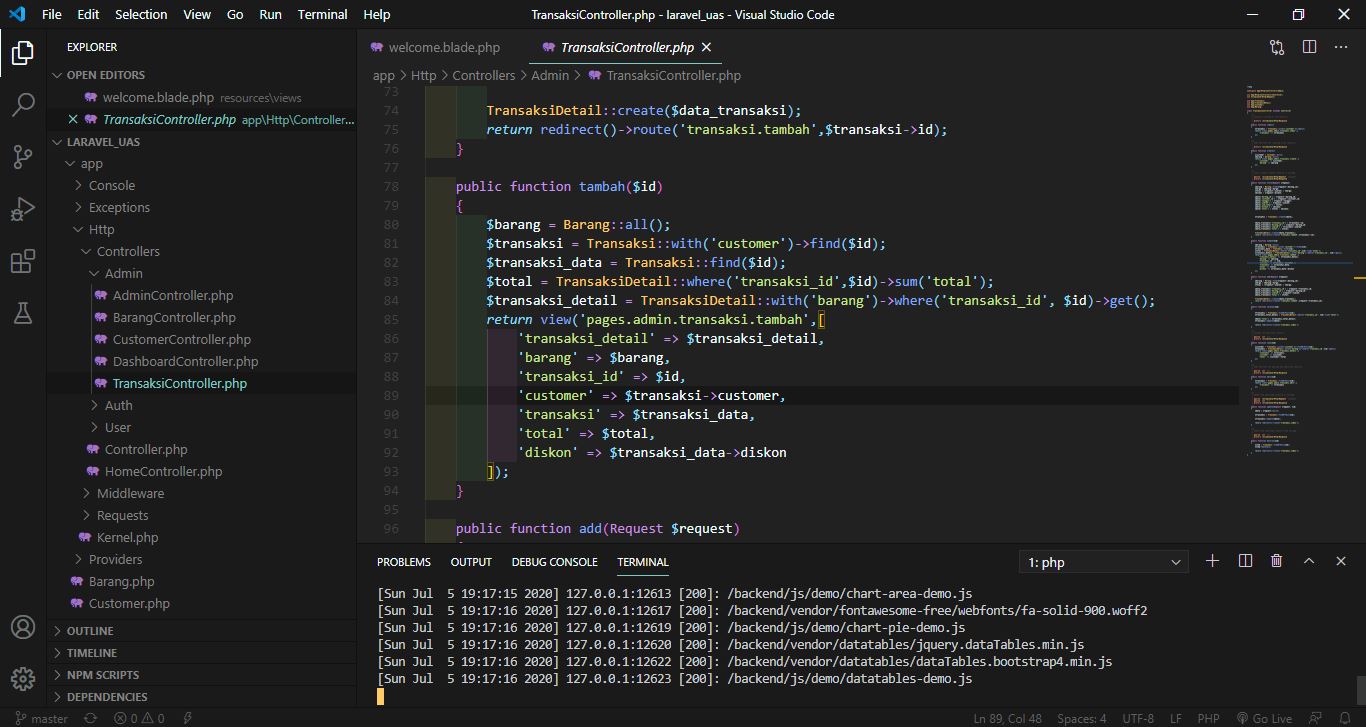 File Edit Selection View Go Run Terminal Help
TransaksiController.php - laravel_uas - Visual Studio Code
EXPLORER
OPEN EDITORS
welcome.blade.php resources\views
TransaksiController.php app\Http\Controller...
LARAVEL_UAS
app
Console
Exceptions
Http
Controllers
Admin
AdminController.php
BarangController.php
CustomerController.php
DashboardController.php
TransaksiController.php
Auth
User
Controller.php
HomeController.php
Middleware
Requests
Kernel.php
Providers
Barang.php
Customer.php
OUTLINE
TIMELINE
NPM SCRIPTS
DEPENDENCIES
welcome.blade.php TransaksiController.php
app > Http > Controllers > Admin > TransaksiController.php
73
74 TransaksiDetail::create($data_transaksi);
75 return redirect()->route('transaksi.tambah',$transaksi->id);
76 }
77
78 public function tambah($id)
79 {
80 $barang = Barang::all();
81 $transaksi = Transaksi::with('customer')->find($id);
82 $transaksi_data = Transaksi::find($id);
83 $total = TransaksiDetail::where('transaksi_id',$id)->sum('total');
84 $transaksi_detail = TransaksiDetail::with('barang')->where('transaksi_id', $id)->get();
85 return view('pages.admin.transaksi.tambah',[
86 'transaksi_detail' => $transaksi_detail,
87 'barang' => $barang,
88 'transaksi_id' => $id,
89 'customer' => $transaksi->customer,
90 'transaksi' => $transaksi_data,
91 'total' => $total,
92 'diskon' => $transaksi_data->diskon
93 ]);
94 }
95
96 public function add(Request $request)
PROBLEMS OUTPUT DEBUG CONSOLE TERMINAL 1: php
[Sun Jul  5 19:17:15 2020] 127.0.0.1:12613 [200]: /backend/js/demo/chart-area-demo.js
[Sun Jul  5 19:17:16 2020] 127.0.0.1:12617 [200]: /backend/vendor/fontawesome-free/webfonts/fa-solid-900.woff2
[Sun Jul  5 19:17:16 2020] 127.0.0.1:12619 [200]: /backend/js/demo/chart-pie-demo.js
[Sun Jul  5 19:17:16 2020] 127.0.0.1:12620 [200]: /backend/vendor/datatables/jquery.dataTables.min.js
[Sun Jul  5 19:17:16 2020] 127.0.0.1:12622 [200]: /backend/vendor/datatables/dataTables.bootstrap4.min.js
[Sun Jul  5 19:17:16 2020] 127.0.0.1:12623 [200]: /backend/js/demo/datatables-demo.js
master 0 0 Ln 89, Col 48 Spaces: 4 UTF-8 LF PHP Go Live